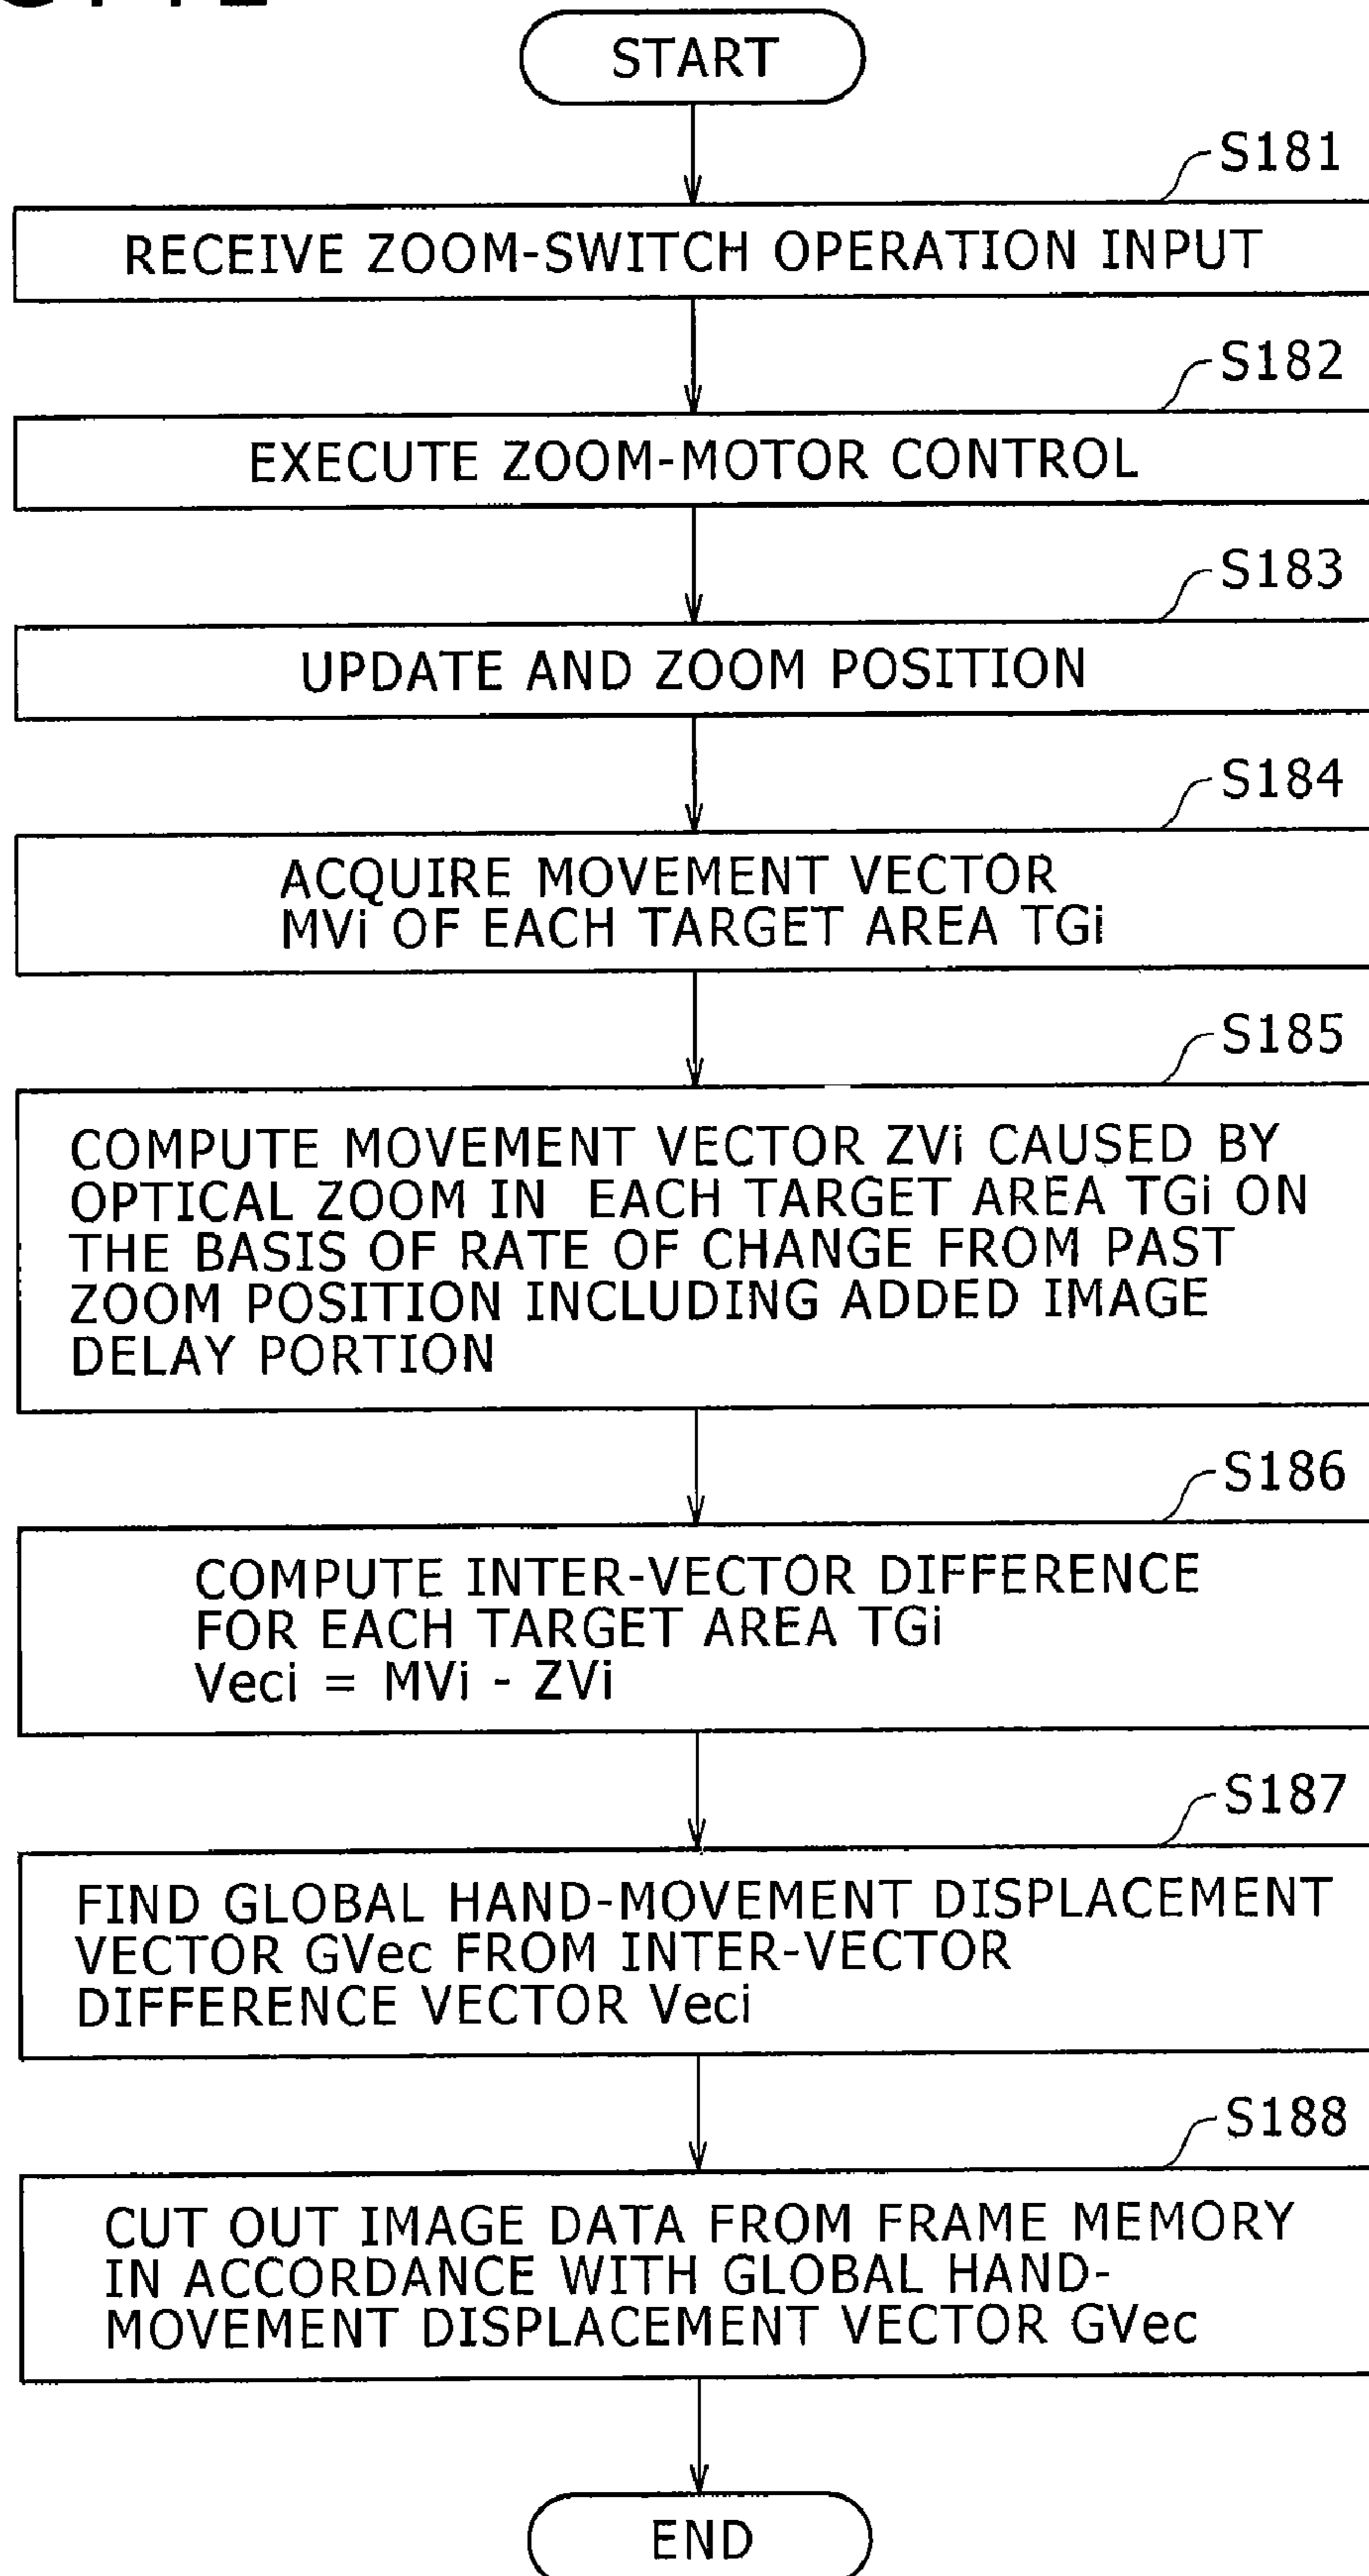 START
S181
RECEIVE ZOOM-SWITCH OPERATION INPUT
S182
EXECUTE ZOOM-MOTOR CONTROL
S183
UPDATE AND ZOOM POSITION
S184
ACQUIRE MOVEMENT VECTOR
MVi OF EACH TARGET AREA TGi
S185
COMPUTE MOVEMENT VECTOR ZVi CAUSED BY
OPTICAL ZOOM IN EACH TARGET AREA TGi ON
THE BASIS OF RATE OF CHANGE FROM PAST
ZOOM POSITION INCLUDING ADDED IMAGE
DELAY PORTION
S186
COMPUTE INTER-VECTOR DIFFERENCE
FOR EACH TARGET AREA TGi
Veci = MVi - ZVi
S187
FIND GLOBAL HAND-MOVEMENT DISPLACEMENT
VECTOR GVec FROM INTER-VECTOR
DIFFERENCE VECTOR Veci
S188
CUT OUT IMAGE DATA FROM FRAME MEMORY
IN ACCORDANCE WITH GLOBAL HAND-
MOVEMENT DISPLACEMENT VECTOR GVec
END